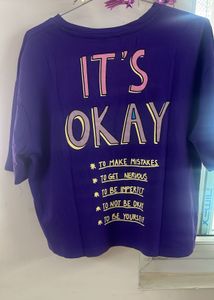 IT'S
OKAY
* TO MAKE MISTAKES
* TO GET NERVOUS
* TO BE IMPERFECT
* TO NOT BE OKAY
* TO BE YOURSELF